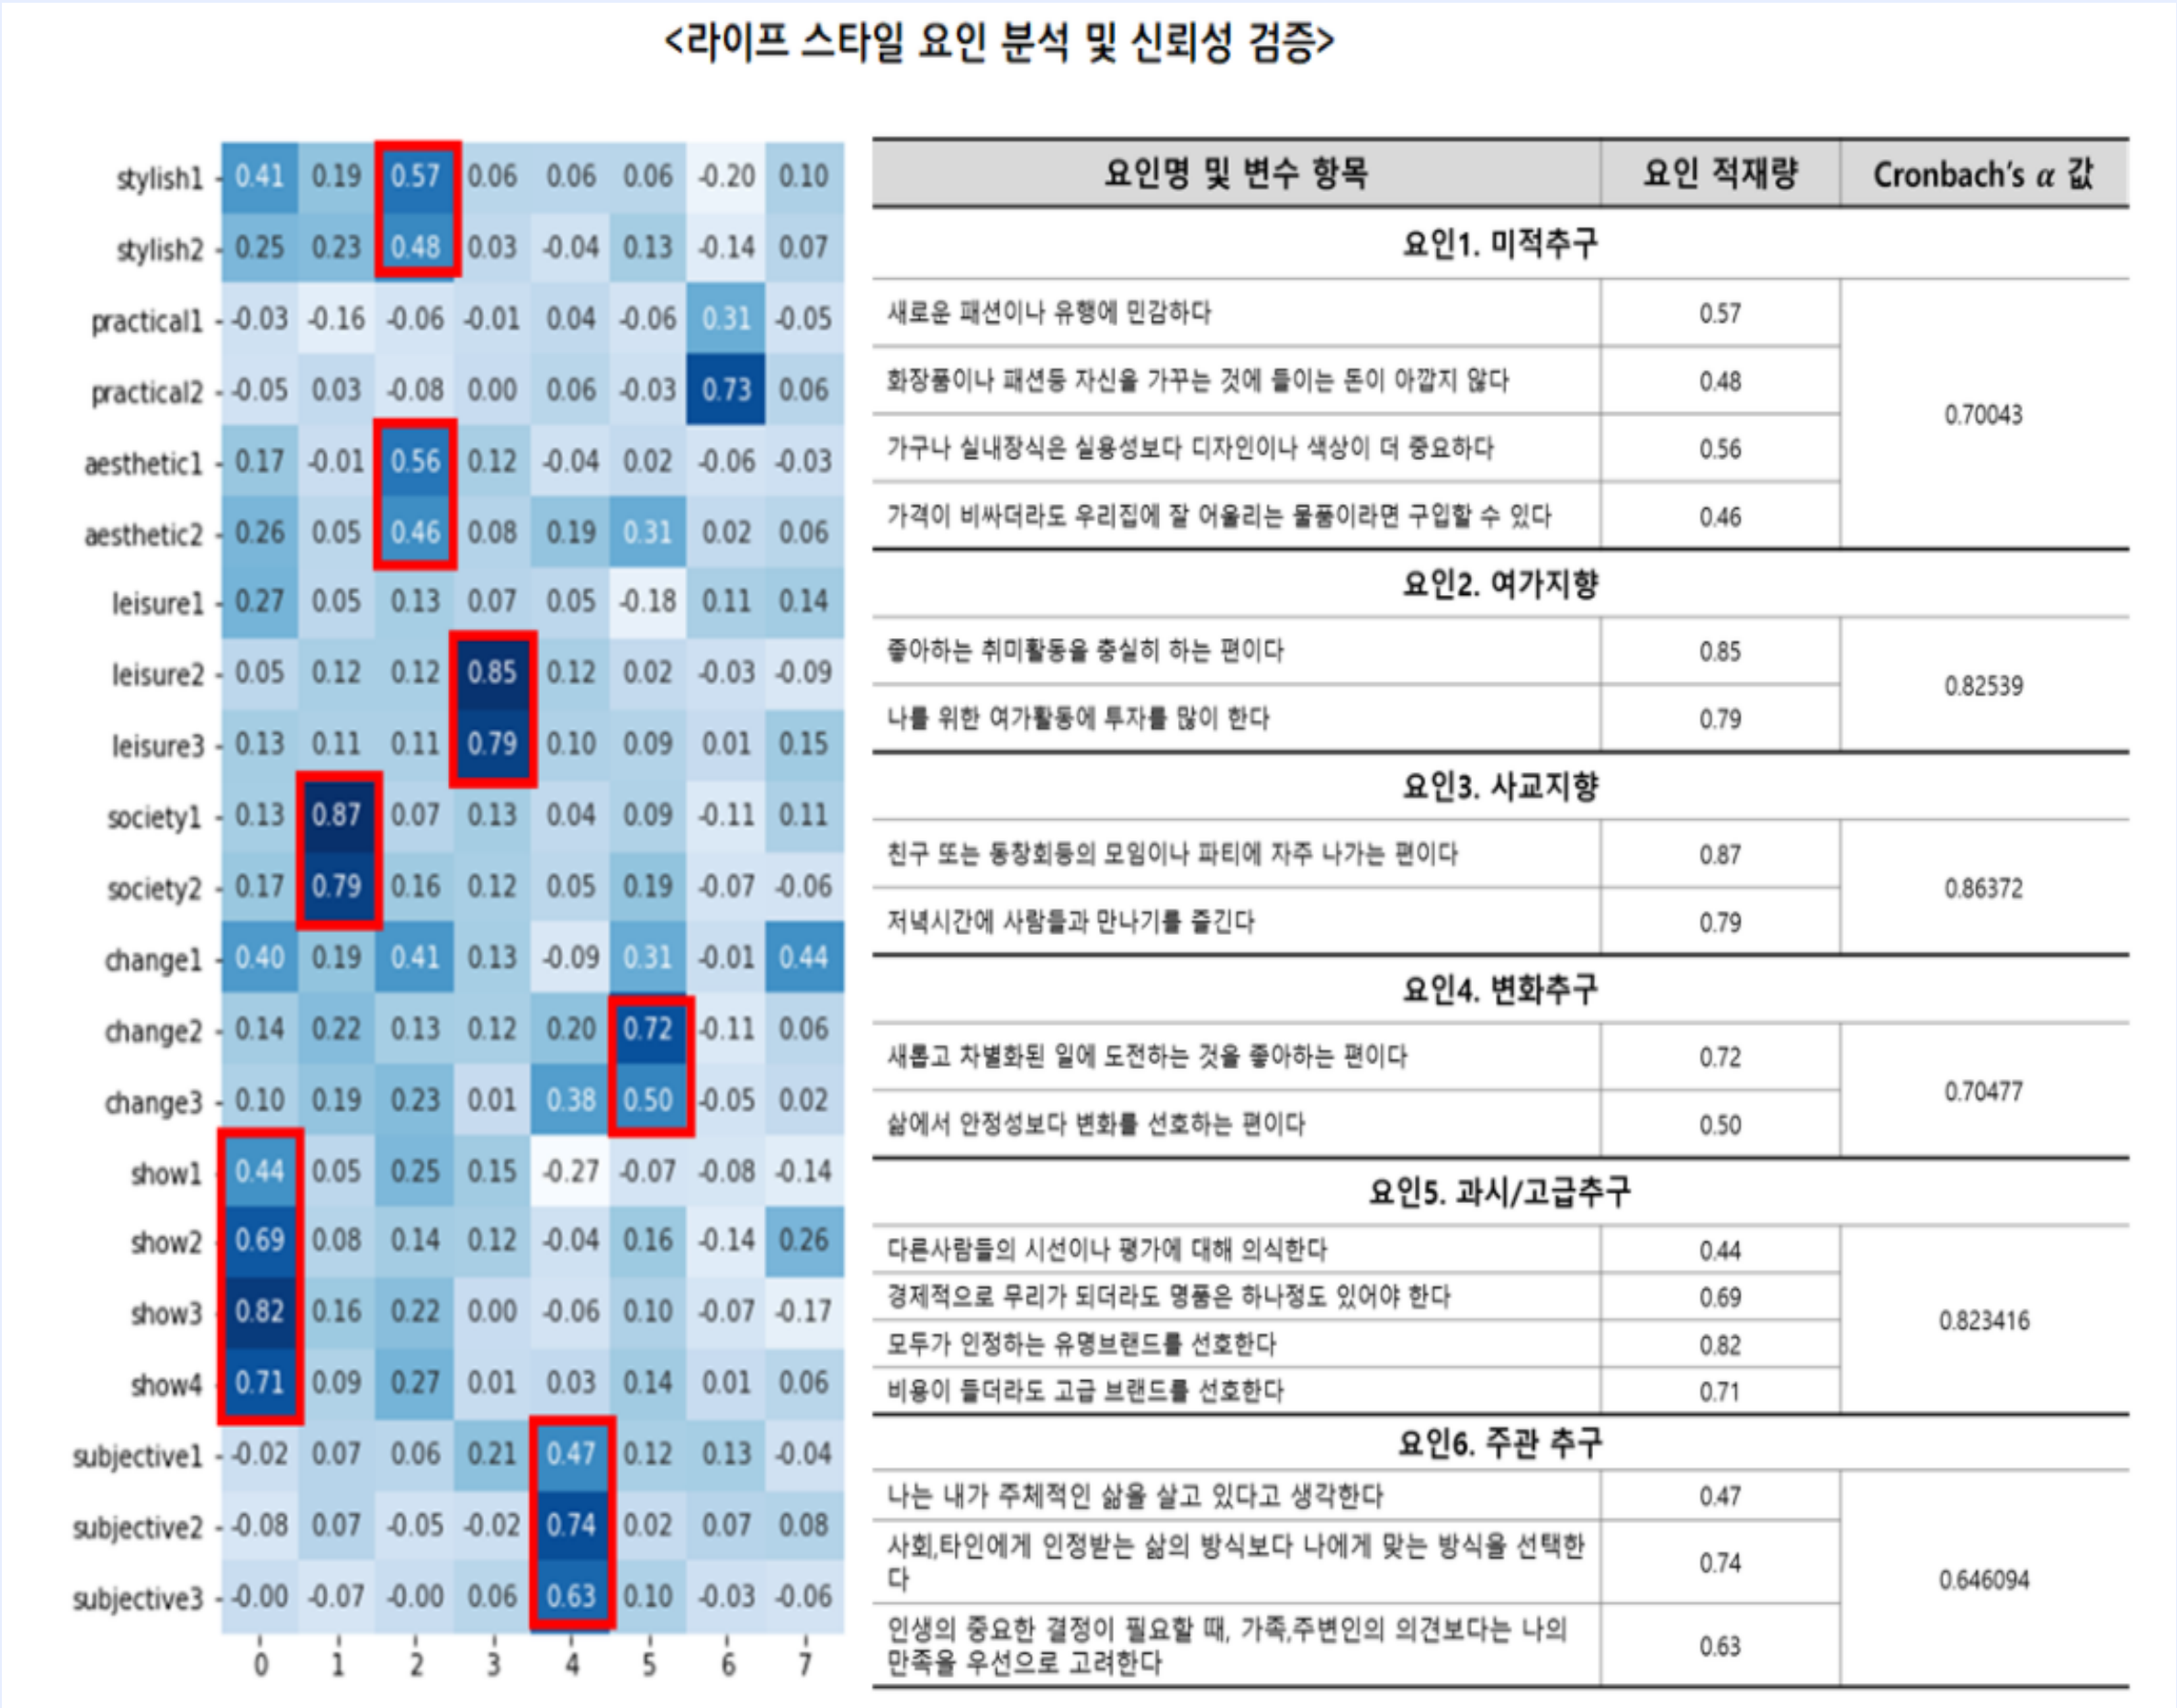 <라이프 스타일 요인 분석 및 신뢰성 검증>
stylish1 0.41 0.19 0.57 0.06 0.06 0.06 -0.20 0.10
stylish2 0.25 0.23 0.48 0.03 -0.04 0.13 -0.14 0.07
practical1 -0.03 -0.16 -0.06 -0.01 0.04 -0.06 0.31 -0.05
practical2 -0.05 0.03 -0.08 0.00 0.06 -0.03 0.73 0.06
aesthetic1 0.17 -0.01 0.56 0.12 -0.04 0.02 -0.06 -0.03
aesthetic2 0.26 0.05 0.46 0.08 0.19 0.31 0.02 0.06
leisure1 0.27 0.05 0.13 0.07 0.05 -0.18 0.11 0.14
leisure2 0.05 0.12 0.12 0.85 0.12 0.02 -0.03 -0.09
leisure3 0.13 0.11 0.11 0.79 0.10 0.09 0.01 0.15
society1 0.13 0.87 0.07 0.13 0.04 0.09 -0.11 0.11
society2 0.17 0.79 0.16 0.12 0.05 0.19 -0.07 -0.06
change1 0.40 0.19 0.41 0.13 -0.09 0.31 -0.01 0.44
change2 0.14 0.22 0.13 0.12 0.20 0.72 -0.11 0.06
change3 0.10 0.19 0.23 0.01 0.38 0.50 -0.05 0.02
show1 0.44 0.05 0.25 0.15 -0.27 -0.07 -0.08 -0.14
show2 0.69 0.08 0.14 0.12 -0.04 0.16 -0.14 0.26
show3 0.82 0.16 0.22 0.00 -0.06 0.10 -0.07 -0.17
show4 0.71 0.09 0.27 0.01 0.03 0.14 0.01 0.06
subjective1 -0.02 0.07 0.06 0.21 0.47 0.12 0.13 -0.04
subjective2 -0.08 0.07 -0.05 -0.02 0.74 0.02 0.07 0.08
subjective3 -0.00 -0.07 -0.00 0.06 0.63 0.10 -0.03 -0.06
0 1 2 3 4 5 6 7
요인명 및 변수 항목 요인 적재량 Cronbach's α 값
요인1. 미적추구
새로운 패션이나 유행에 민감하다 0.57
화장품이나 패션등 자신을 가꾸는 것에 들이는 돈이 아깝지 않다 0.48
0.70043
가구나 실내장식은 실용성보다 디자인이나 색상이 더 중요하다 0.56
가격이 비싸더라도 우리집에 잘 어울리는 물품이라면 구입할 수 있다 0.46
요인2. 여가지향
좋아하는 취미활동을 충실히 하는 편이다 0.85
0.82539
나를 위한 여가활동에 투자를 많이 한다 0.79
요인3. 사교지향
친구 또는 동창회등의 모임이나 파티에 자주 나가는 편이다 0.87
0.86372
저녁시간에 사람들과 만나기를 즐긴다 0.79
요인4. 변화추구
새롭고 차별화된 일에 도전하는 것을 좋아하는 편이다 0.72
0.70477
삶에서 안정성보다 변화를 선호하는 편이다 0.50
요인5. 과시/고급추구
다른사람들의 시선이나 평가에 대해 의식한다 0.44
경제적으로 무리가 되더라도 명품은 하나정도 있어야 한다 0.69
0.823416
모두가 인정하는 유명브랜드를 선호한다 0.82
비용이 들더라도 고급 브랜드를 선호한다 0.71
요인6. 주관 추구
나는 내가 주체적인 삶을 살고 있다고 생각한다 0.47
사회,타인에게 인정받는 삶의 방식보다 나에게 맞는 방식을 선택한
다 0.74
0.646094
인생의 중요한 결정이 필요할 때, 가족,주변인의 의견보다는 나의
만족을 우선으로 고려한다 0.63